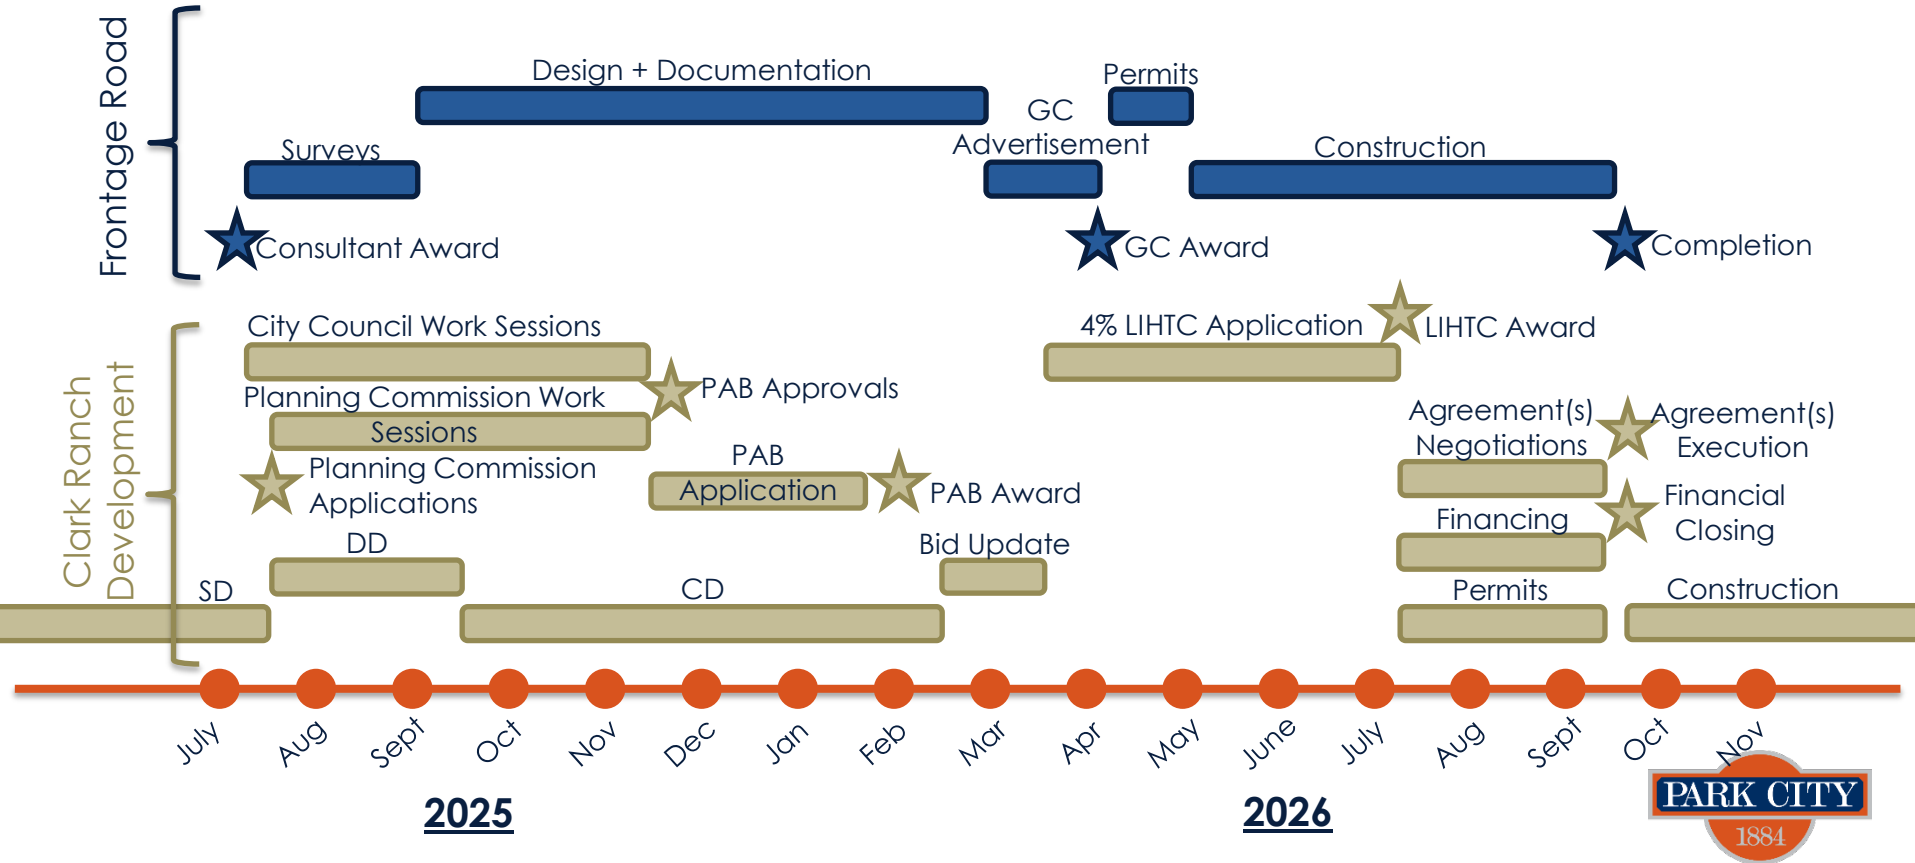 Frontage Road
Design + Documentation
Permits
GC
Advertisement
Surveys
Construction
Consultant Award
GC Award
Completion
Clark Ranch
Development
City Council Work Sessions
4% LIHTC Application
LIHTC Award
Planning Commission Work
Sessions
PAB Approvals
Agreement(s)
Negotiations
Agreement(s)
Execution
Planning Commission
Applications
PAB
Application
PAB Award
Financing
Financial
Closing
DD
Bid Update
SD
CD
Permits
Construction
July
Aug
Sept
Oct
Nov
Dec
Jan
Feb
Mar
Apr
May
June
July
Aug
Sept
Oct
Nov
2025
2026
PARK CITY
1884